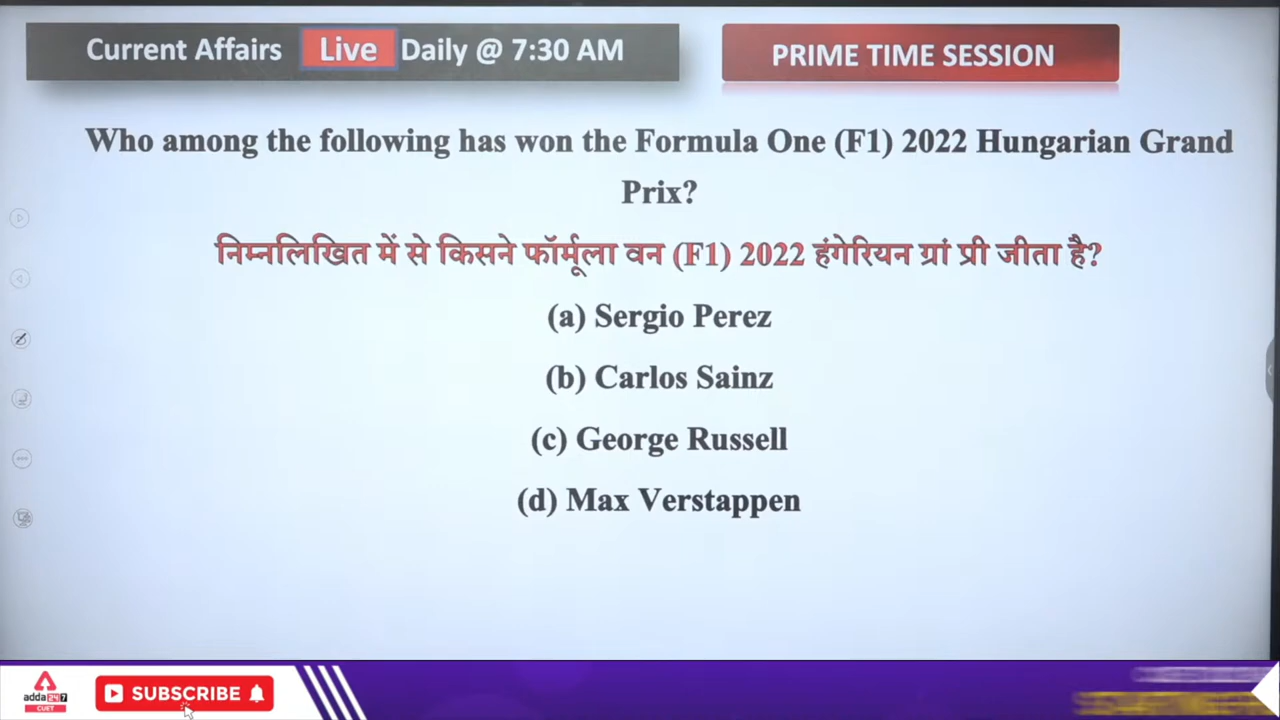 Current Affairs Live Daily @ 7:30 AM
PRIME TIME SESSION
Who among the following has won the Formula One (F1) 2022 Hungarian Grand
Prix?
निम्नलिखित में से किसने फॉर्मूला वन (F1) 2022 हंगेरियन ग्रां प्री जीता है?
(a) Sergio Perez
(b) Carlos Sainz
(c) George Russell
(d) Max Verstappen
adda247
CUET
SUBSCRIBE